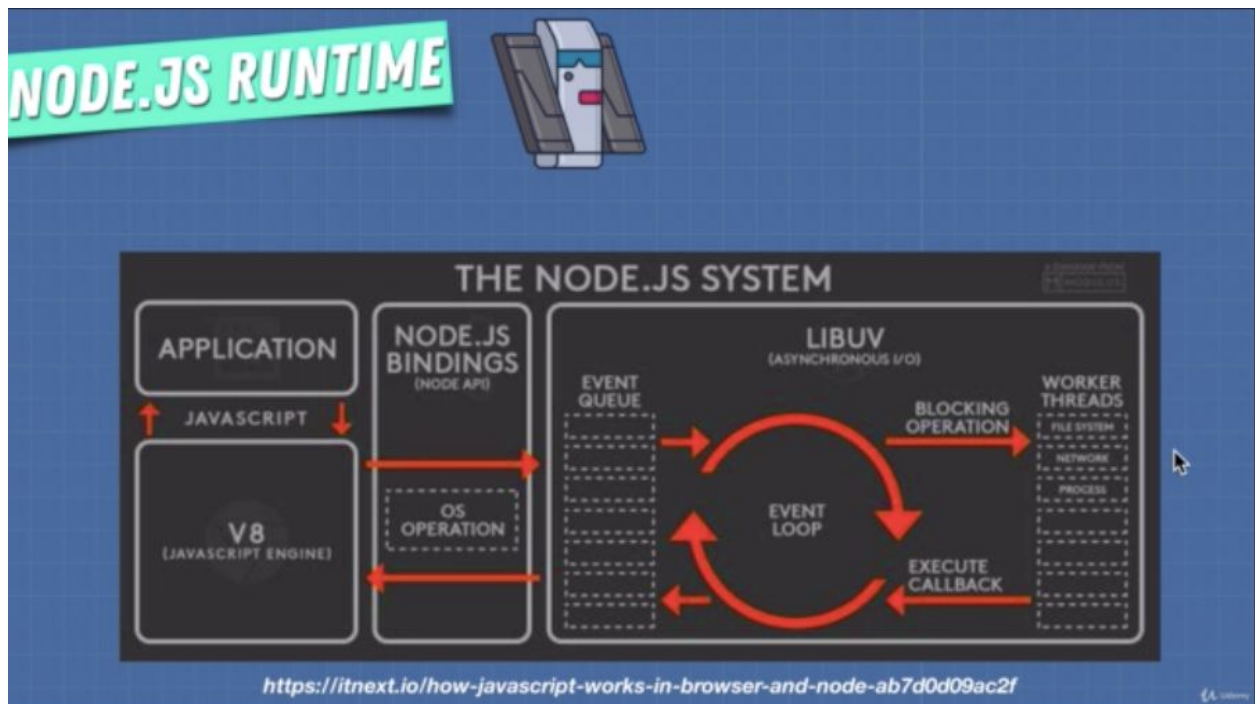 NODE.JS RUNTIME
THE NODE.JS SYSTEM
APPLICATION
JAVASCRIPT
V8
(JAVASCRIPT ENGINE)
NODE.JS
BINDINGS
(NODE API)
OS
OPERATION
LIBUV
(ASYNCHRONOUS I/O)
EVENT
QUEUE
EVENT
LOOP
BLOCKING
OPERATION
EXECUTE
CALLBACK
WORKER
THREADS
FILE SYSTEM
NETWORK
PROCESS
https://itnext.io/how-javascript-works-in-browser-and-node-ab7d0d09ac2f
Udemy